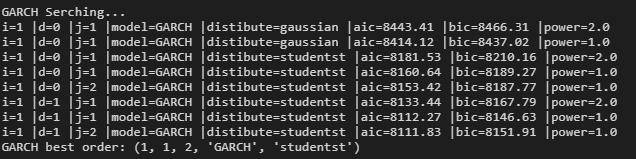 GARCH Serching...
i=1 |d=0 |j=1 |model=GARCH |distibute=gaussian |aic=8443.41 |bic=8466.31 |power=2.0
i=1 |d=0 |j=1 |model=GARCH |distibute=gaussian |aic=8414.12 |bic=8437.02 |power=1.0
i=1 |d=0 |j=1 |model=GARCH |distibute=studentst |aic=8181.53 |bic=8210.16 |power=2.0
i=1 |d=0 |j=1 |model=GARCH |distibute=studentst |aic=8160.64 |bic=8189.27 |power=1.0
i=1 |d=0 |j=2 |model=GARCH |distibute=studentst |aic=8153.42 |bic=8187.77 |power=1.0
i=1 |d=1 |j=1 |model=GARCH |distibute=studentst |aic=8133.44 |bic=8167.79 |power=2.0
i=1 |d=1 |j=1 |model=GARCH |distibute=studentst |aic=8112.27 |bic=8146.63 |power=1.0
i=1 |d=1 |j=2 |model=GARCH |distibute=studentst |aic=8111.83 |bic=8151.91 |power=1.0
GARCH best order: (1, 1, 2, 'GARCH', 'studentst')